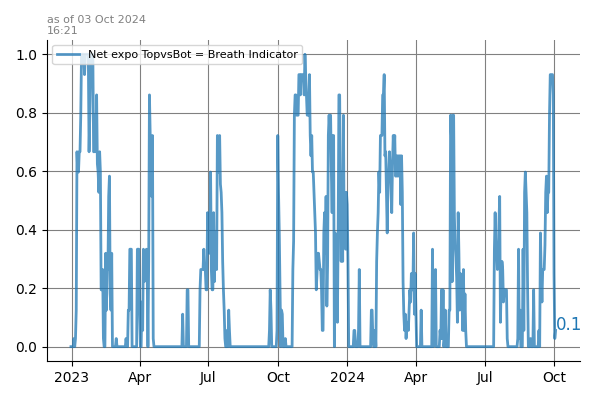 as of 03 Oct 2024
16:21
Net expo TopvsBot = Breath Indicator
1.0
0.8
0.6
0.4
0.2
0.0
0.1
2023 Apr Jul Oct 2024 Apr Jul Oct